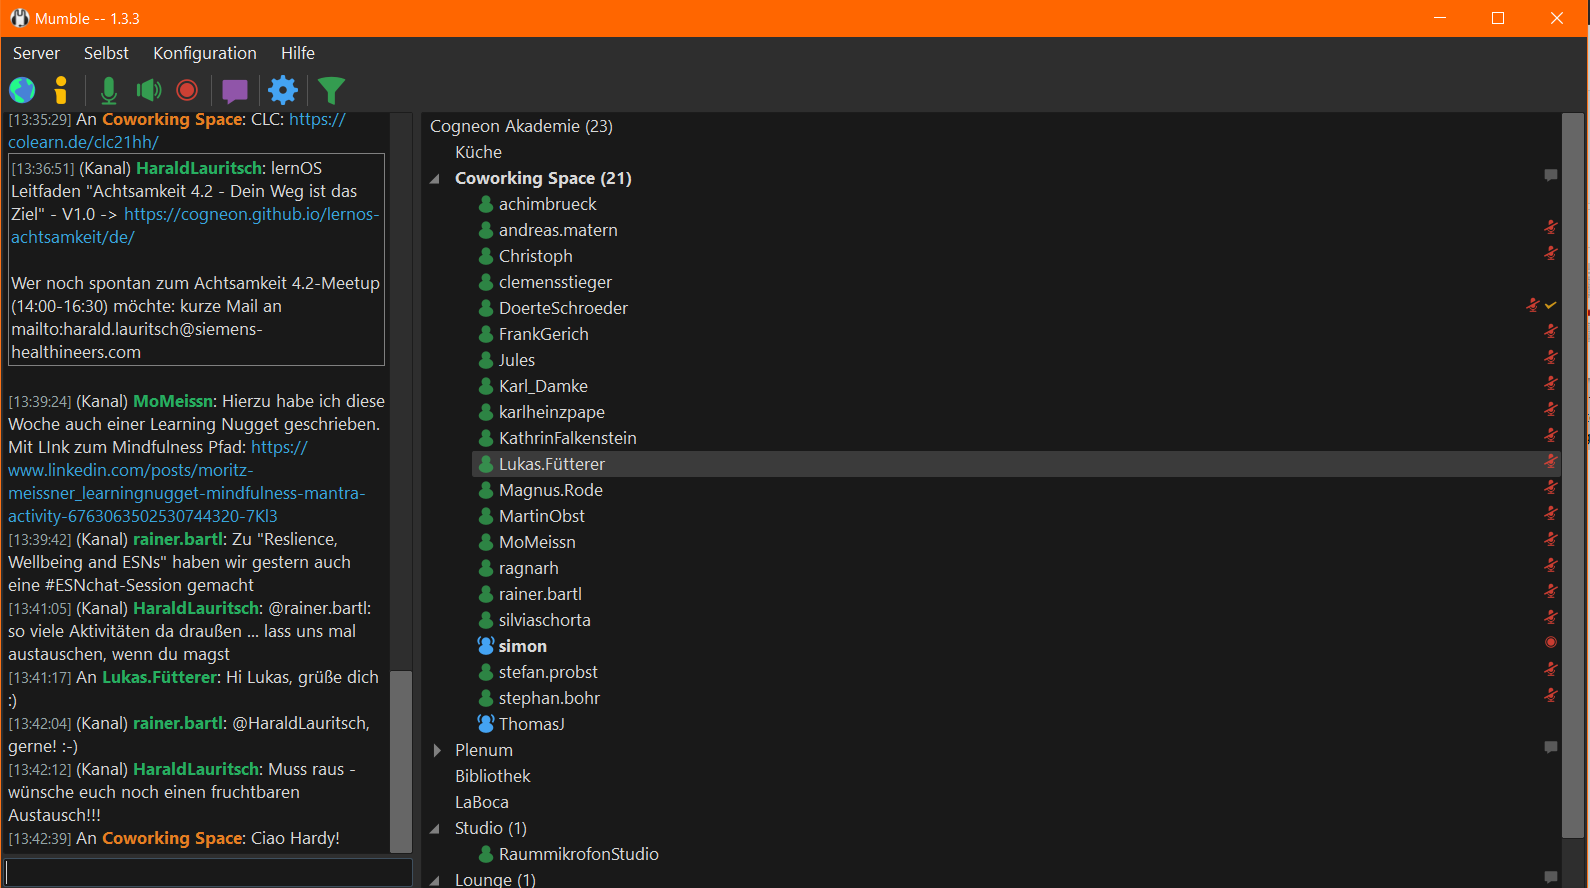 Mumble -- 1.3.3
Server Selbst Konfiguration Hilfe
[13:35:29] An Coworking Space: CLC: https://
colearn.de/clc21hh/
[13:36:51] (Kanal) HaraldLauritsch: lernOS
Leitfaden "Achtsamkeit 4.2 - Dein Weg ist das
Ziel" - V1.0 -> https://cogneon.github.io/lernos-
achtsamkeit/de/
Wer noch spontan zum Achtsamkeit 4.2-Meetup
(14:00-16:30) möchte: kurze Mail an
mailto:harald.lauritsch@siemens-
healthineers.com
[13:39:24] (Kanal) MoMeissn: Hierzu habe ich diese
Woche auch einer Learning Nugget geschrieben.
Mit LInk zum Mindfulness Pfad: https://
www.linkedin.com/posts/moritz-
meissner_learningnugget-mindfulness-mantra-
activity-6763063502530744320-7Kl3
[13:39:42] (Kanal) rainer.bartl: Zu "Reslience,
Wellbeing and ESNs" haben wir gestern auch
eine #ESNchat-Session gemacht
[13:41:05] (Kanal) HaraldLauritsch: @rainer.bartl:
so viele Aktivitäten da draußen ... lass uns mal
austauschen, wenn du magst
[13:41:17] An Lukas.Fütterer: Hi Lukas, grüße dich
:)
[13:42:04] (Kanal) rainer.bartl: @HaraldLauritsch,
gerne! :-)
[13:42:12] (Kanal) HaraldLauritsch: Muss raus -
wünsche euch noch einen fruchtbaren
Austausch!!!
[13:42:39] An Coworking Space: Ciao Hardy!
Cogneon Akademie (23)
Küche
Coworking Space (21)
achimbrueck
andreas.matern
Christoph
clemensstieger
DoerteSchroeder
FrankGerich
Jules
Karl_Damke
karlheinzpape
KathrinFalkenstein
Lukas.Fütterer
Magnus.Rode
MartinObst
MoMeissn
ragnarh
rainer.bartl
silviaschorta
simon
stefan.probst
stephan.bohr
ThomasJ
Plenum
Bibliothek
LaBoca
Studio (1)
RaummikrofonStudio
Lounge (1)